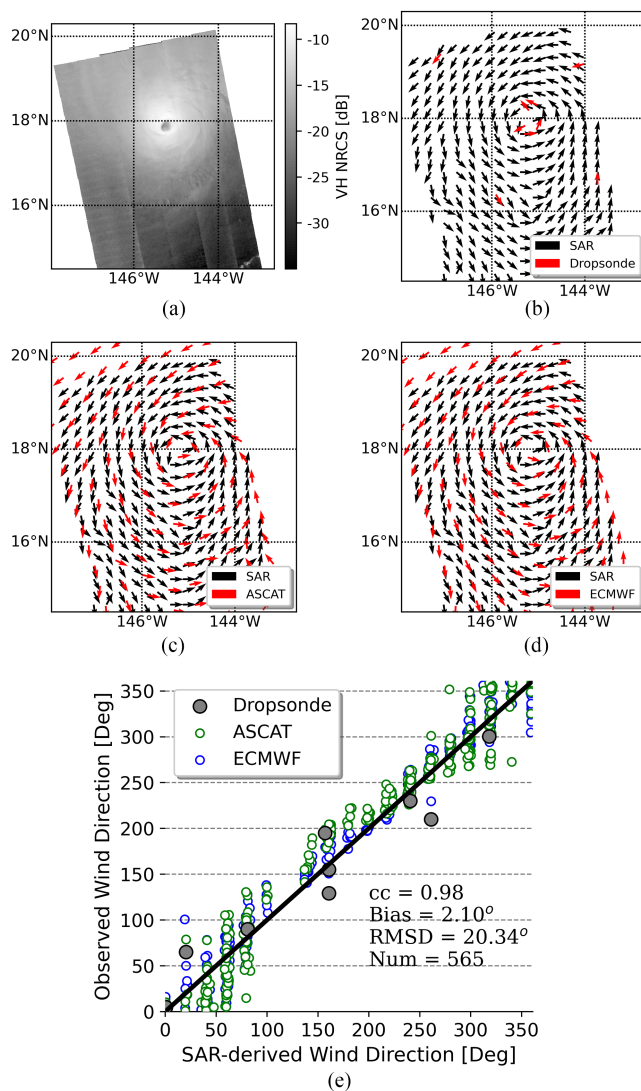 20°N
18°N
16°N
146°W 144°W
−10
−15
−20
−25
−30
VH NRCS [dB]
(a)
20°N
18°N
16°N
SAR
Dropsonde
146°W 144°W
(b)
20°N
18°N
16°N
SAR
ASCAT
146°W 144°W
(c)
20°N
18°N
16°N
SAR
ECMWF
146°W 144°W
(d)
Observed Wind Direction [Deg]
350
300
250
200
150
100
50
0
Dropsonde
ASCAT
ECMWF
cc = 0.98
Bias = 2.10°
RMSD = 20.34°
Num = 565
0 50 100 150 200 250 300 350
SAR-derived Wind Direction [Deg]
(e)